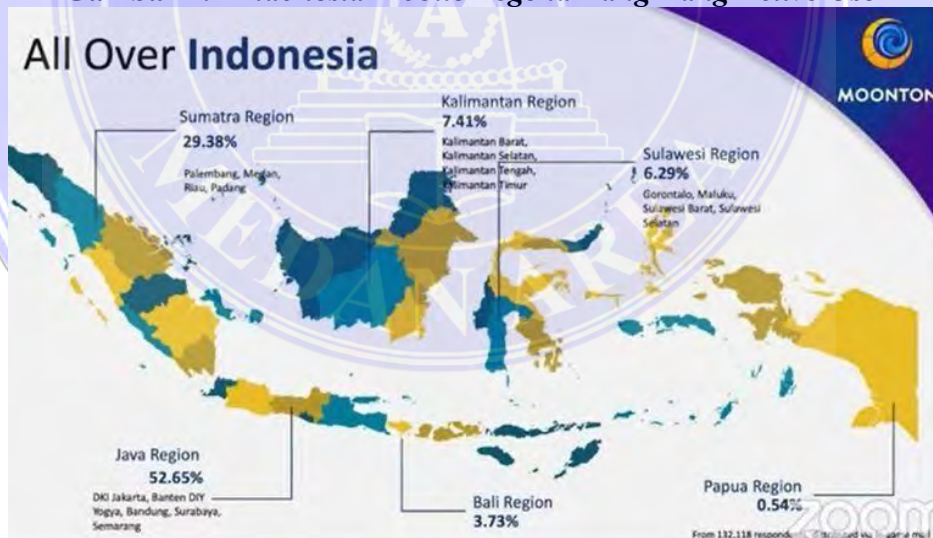 All Over Indonesia
MOONTON
Sumatra Region
29.38%
Palembang, Medan,
Riau, Padang
Kalimantan Region
7.41%
Kalimantan Barat,
Kalimantan Selatan,
Kalimantan Tengah,
Kalimantan Timur
Sulawesi Region
6.29%
Gorontalo, Maluku,
Sulawesi Barat, Sulawesi
Selatan
Java Region
52.65%
DKI Jakarta, Banten DIY
Yogya, Bandung, Surabaya,
Semarang
Bali Region
3.73%
Papua Region
0.54%
zoom
From 132,118
MEDAN AREA